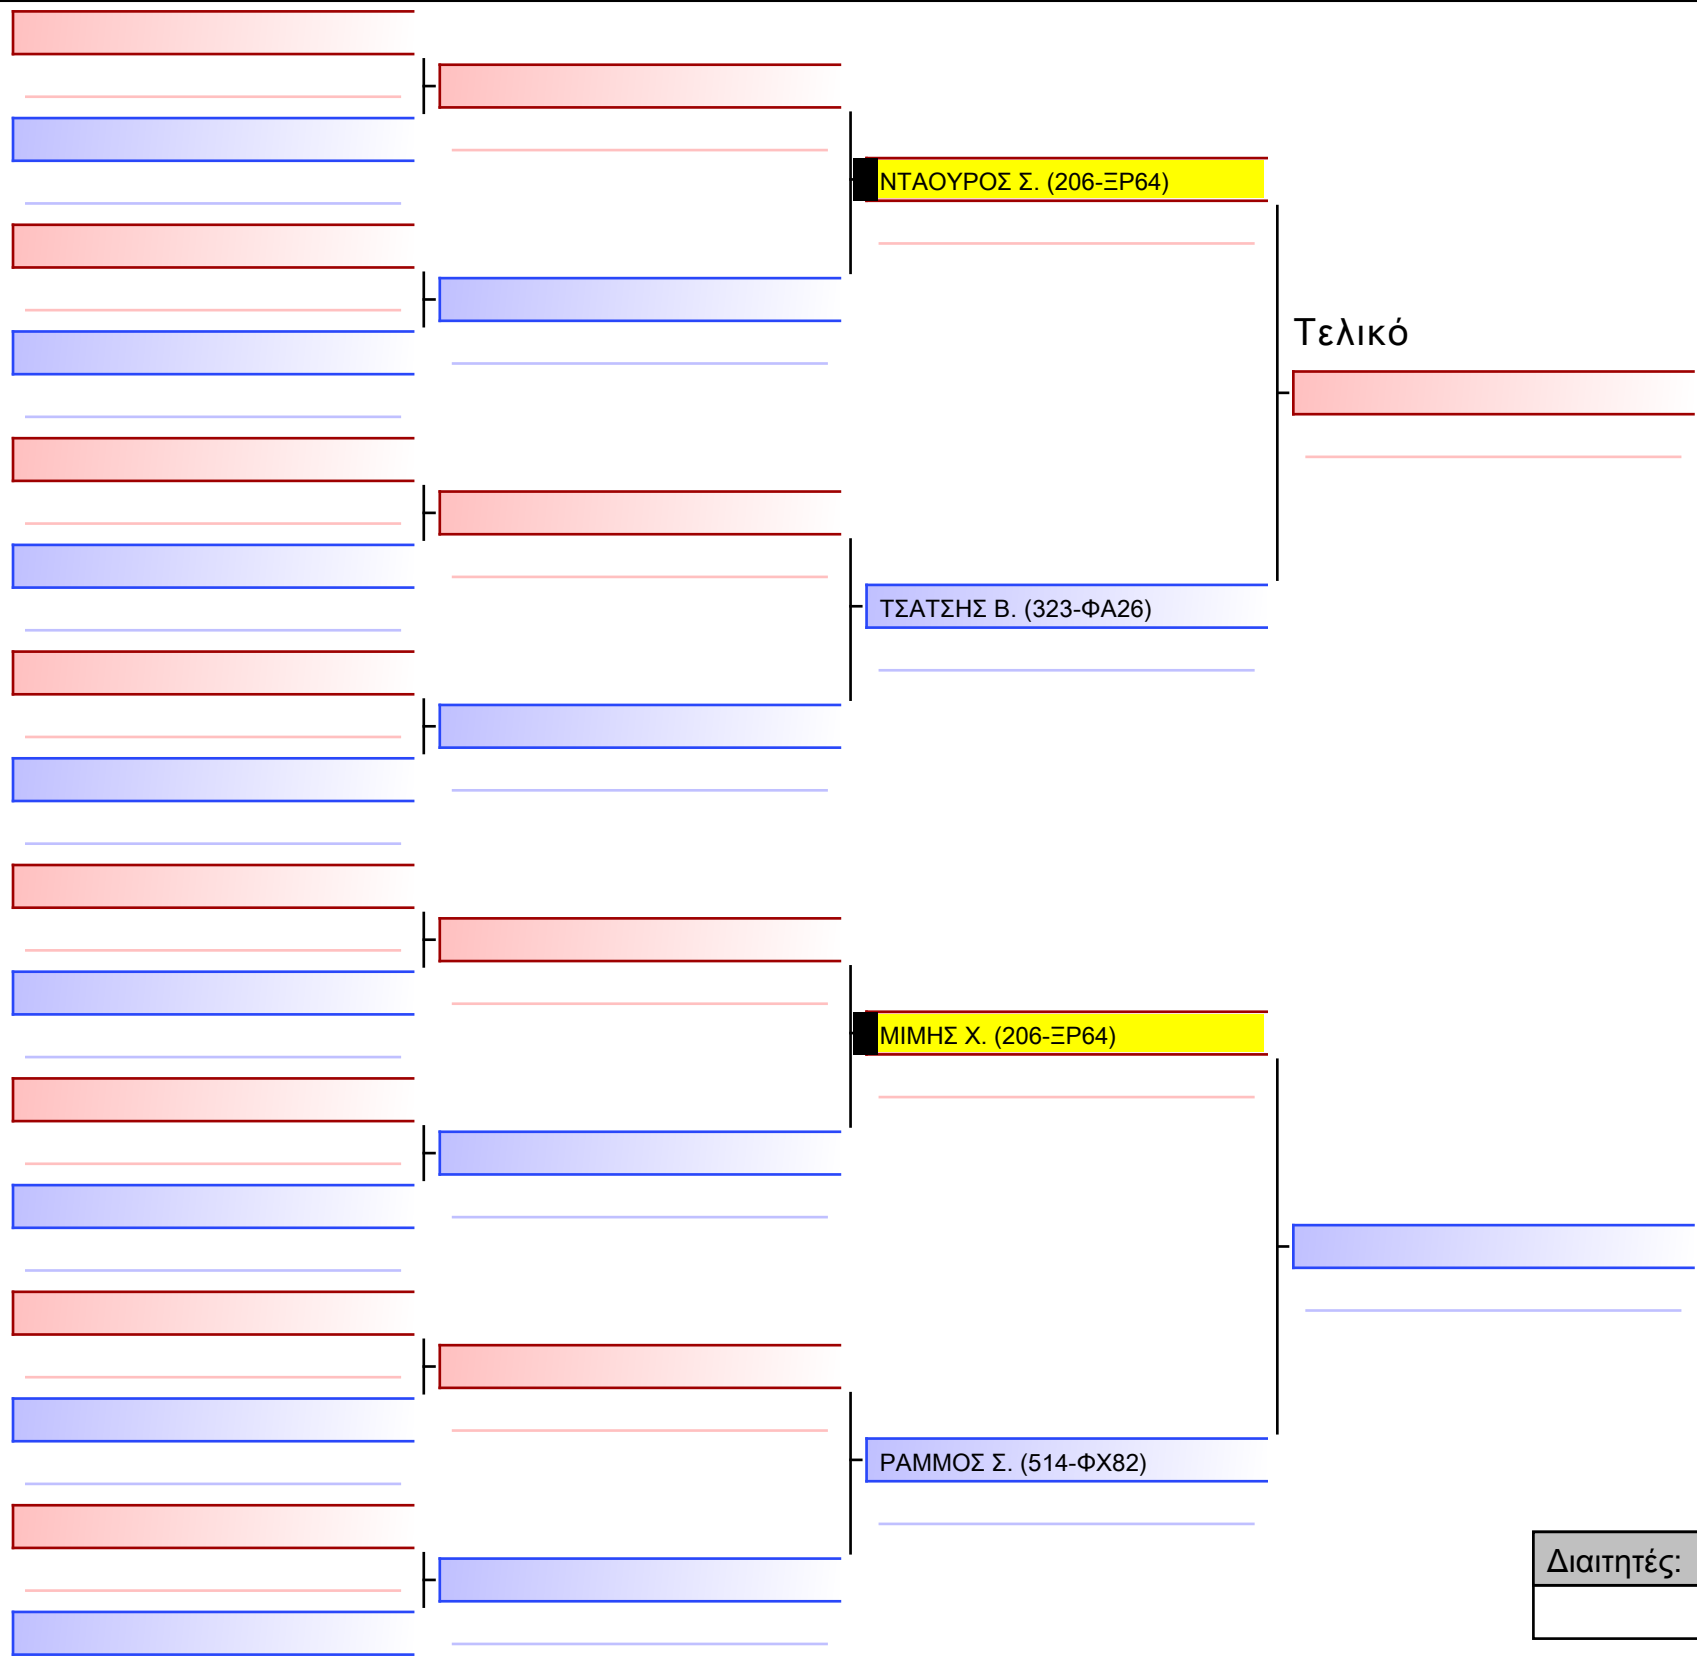 ΝΤΑΟΥΡΟΣ Σ. (206-ΞΡ64)
Τελικό
ΤΣΑΤΣΗΣ Β. (323-ΦΑ26)
ΜΙΜΗΣ Χ. (206-ΞΡ64)
ΡΑΜΜΟΣ Σ. (514-ΦΧ82)
Διαιτητές: